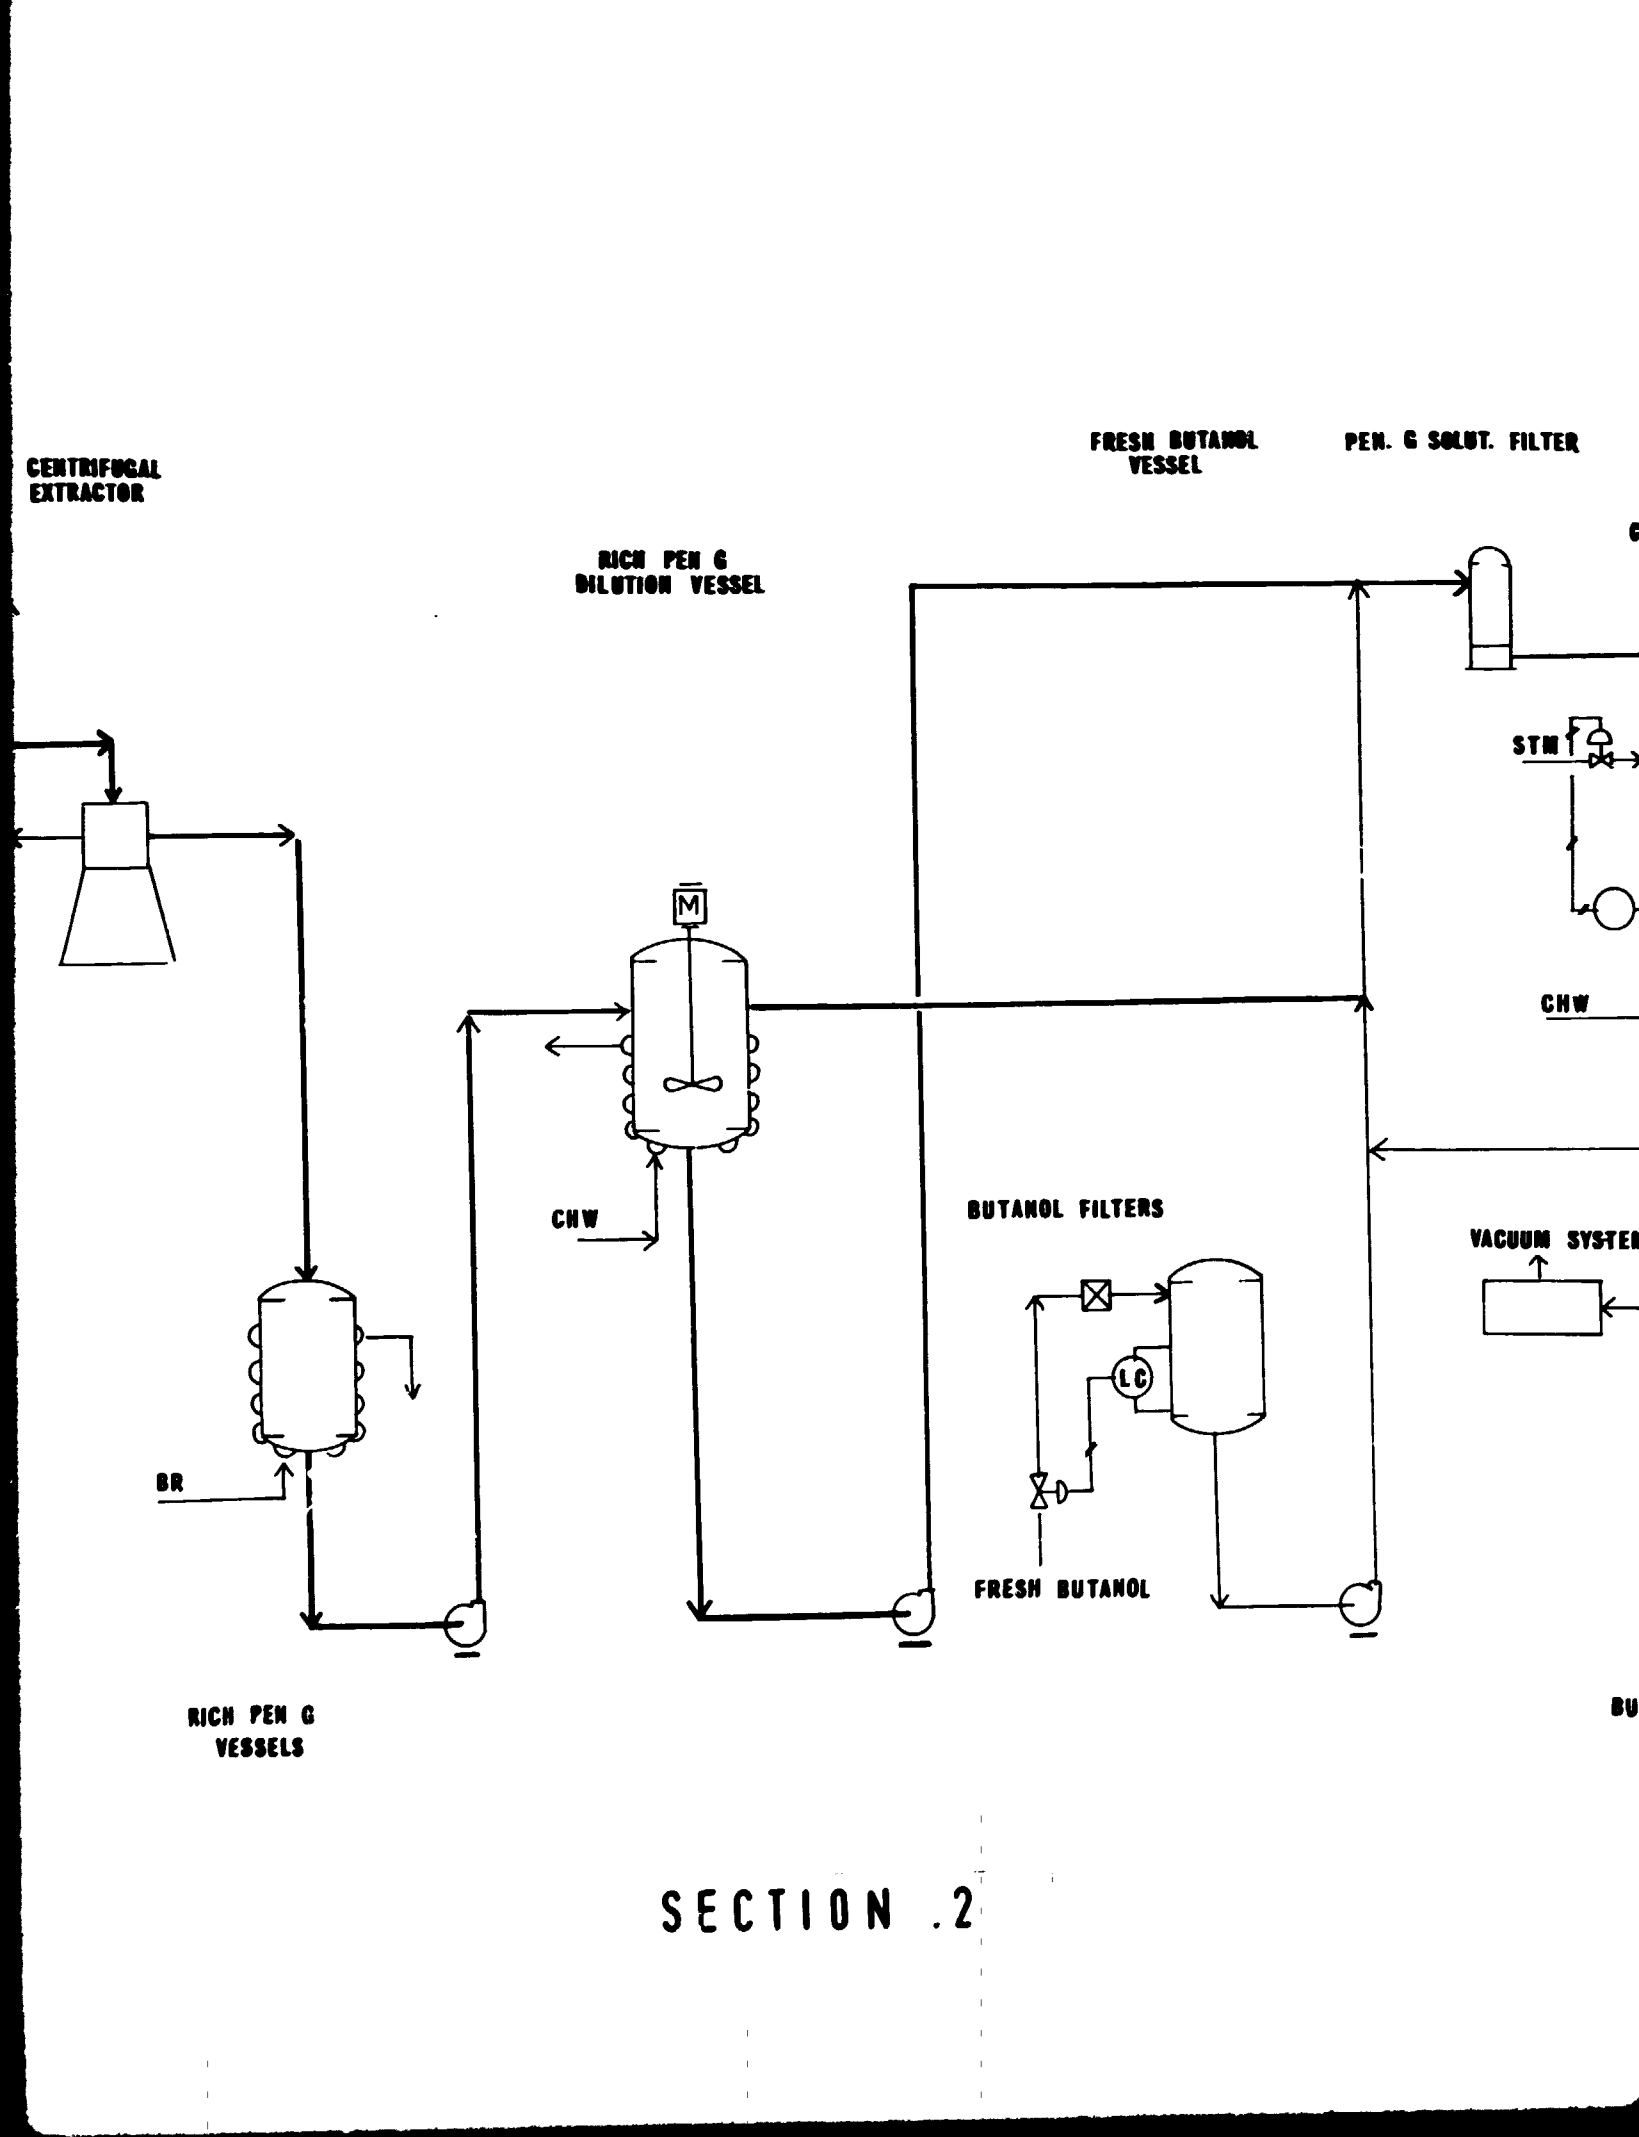 FRESH BUTANOL
VESSEL
PEN. G SOLUT. FILTER
CENTRIFUGAL
EXTRACTOR
RICH PEN G
DILUTION VESSEL
STM
M
CHW
BUTANOL FILTERS
CHW
VACUUM
LC
BR
FRESH BUTANOL
RICH PEN G
VESSELS
SECTION .2